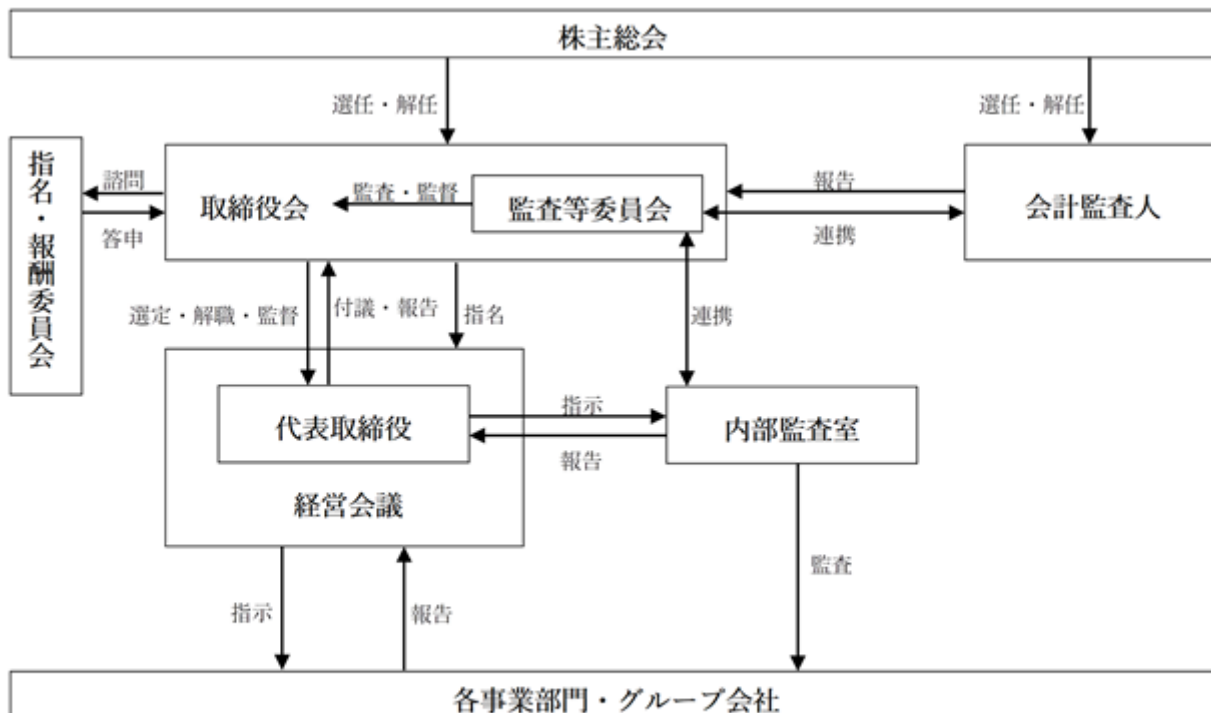 株主総会
選任・解任
選任・解任
指名・報酬委員会
諮問
答申
取締役会
監査・監督
監査等委員会
報告
連携
会計監査人
選定・解職・監督
付議・報告
指名
連携
代表取締役
指示
報告
内部監査室
経営会議
監査
指示
報告
各事業部門・グループ会社